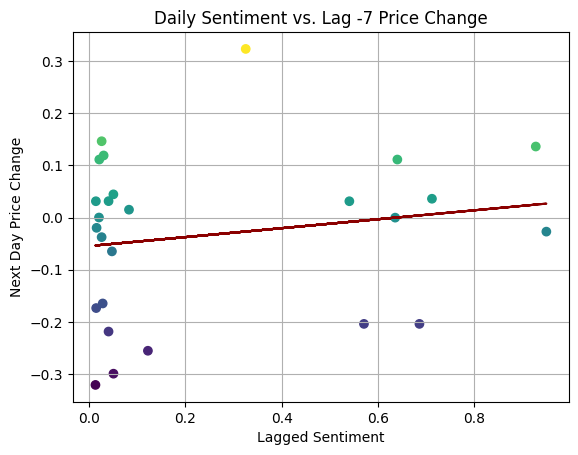 Daily Sentiment vs. Lag -7 Price Change
Next Day Price Change
0.3
0.2
0.1
0.0
−0.1
−0.2
−0.3
0.0 0.2 0.4 0.6 0.8
Lagged Sentiment